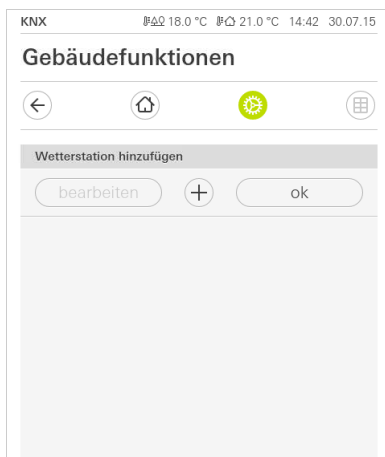 KNX 18.0 °C 21.0 °C 14:42 30.07.15
Gebäudefunktionen
Wetterstation hinzufügen
bearbeiten + ok